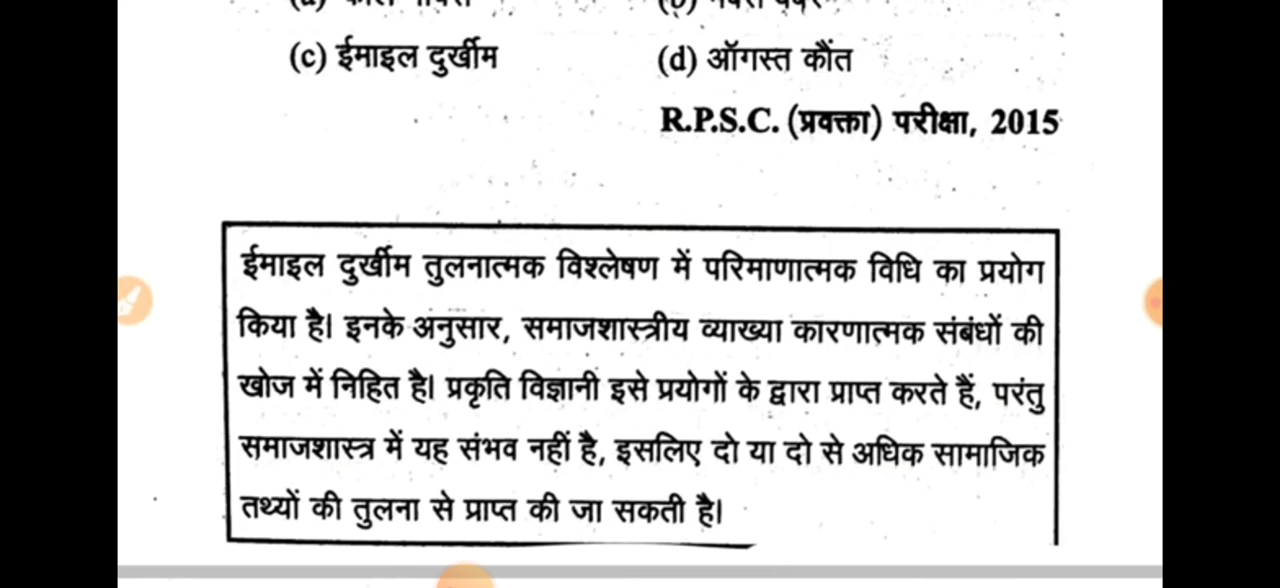 (c) ईमाइल दुर्खीम (d) ऑगस्त कौंत
R.P.S.C. (प्रवक्ता) परीक्षा, 2015
ईमाइल दुर्खीम तुलनात्मक विश्लेषण में परिमाणात्मक विधि का प्रयोग
किया है। इनके अनुसार, समाजशास्त्रीय व्याख्या कारणात्मक संबंधों की
खोज में निहित है। प्रकृति विज्ञानी इसे प्रयोगों के द्वारा प्राप्त करते हैं, परंतु
समाजशास्त्र में यह संभव नहीं है, इसलिए दो या दो से अधिक सामाजिक
तथ्यों की तुलना से प्राप्त की जा सकती है।